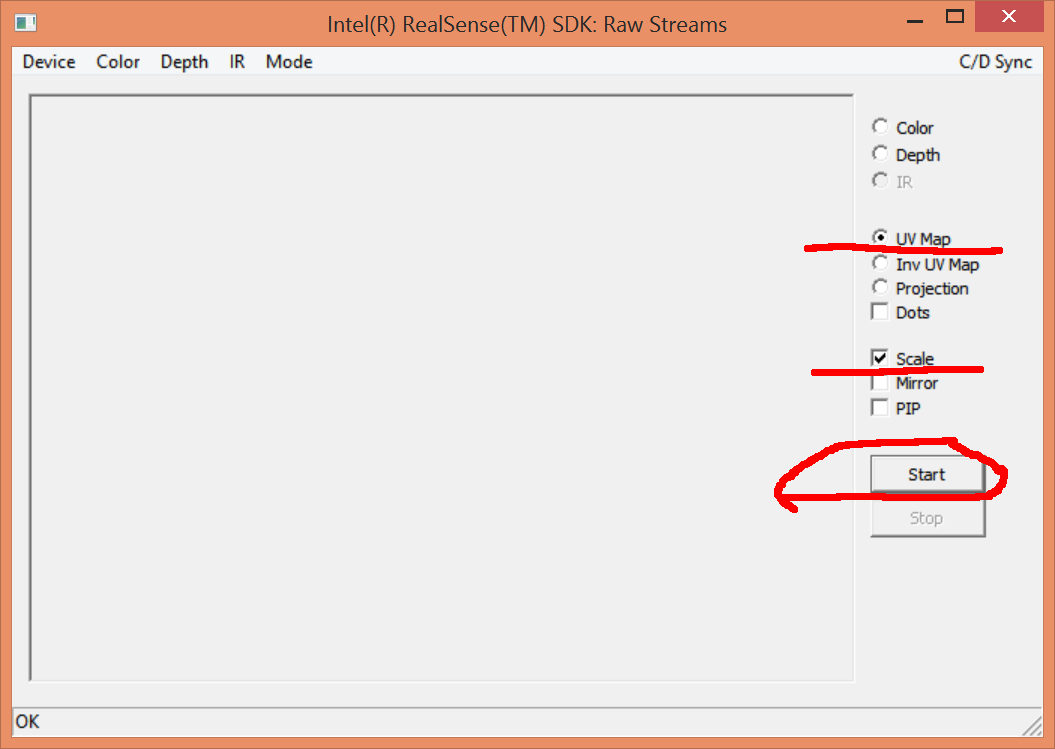 Intel(R) RealSense(TM) SDK: Raw Streams
Device Color Depth IR Mode C/D Sync
Color
Depth
IR
UV Map
Inv UV Map
Projection
Dots
Scale
Mirror
PIP
Start
Stop
OK